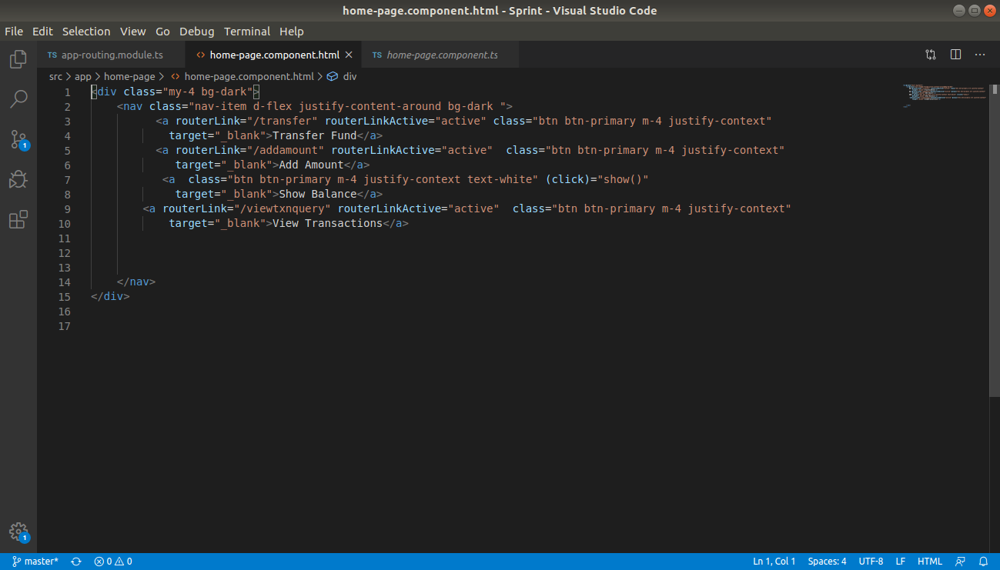 home-page.component.html - Sprint - Visual Studio Code
File Edit Selection View Go Debug Terminal Help
TS app-routing.module.ts <> home-page.component.html TS home-page.component.ts
src > app > home-page > <> home-page.component.html > div
1 <div class="my-4 bg-dark">
2 <nav class="nav-item d-flex justify-content-around bg-dark ">
3 <a routerLink="/transfer" routerLinkActive="active" class="btn btn-primary m-4 justify-context"
4 target="_blank">Transfer Fund</a>
5 <a routerLink="/addamount" routerLinkActive="active"  class="btn btn-primary m-4 justify-context"
6 target="_blank">Add Amount</a>
7 <a  class="btn btn-primary m-4 justify-context text-white" (click)="show()"
8 target="_blank">Show Balance</a>
9 <a routerLink="/viewtxnquery" routerLinkActive="active"  class="btn btn-primary m-4 justify-context"
10 target="_blank">View Transactions</a>
11
12
13
14 </nav>
15 </div>
16
17
1
1
master* 0 0 Ln 1, Col 1 Spaces: 4 UTF-8 LF HTML